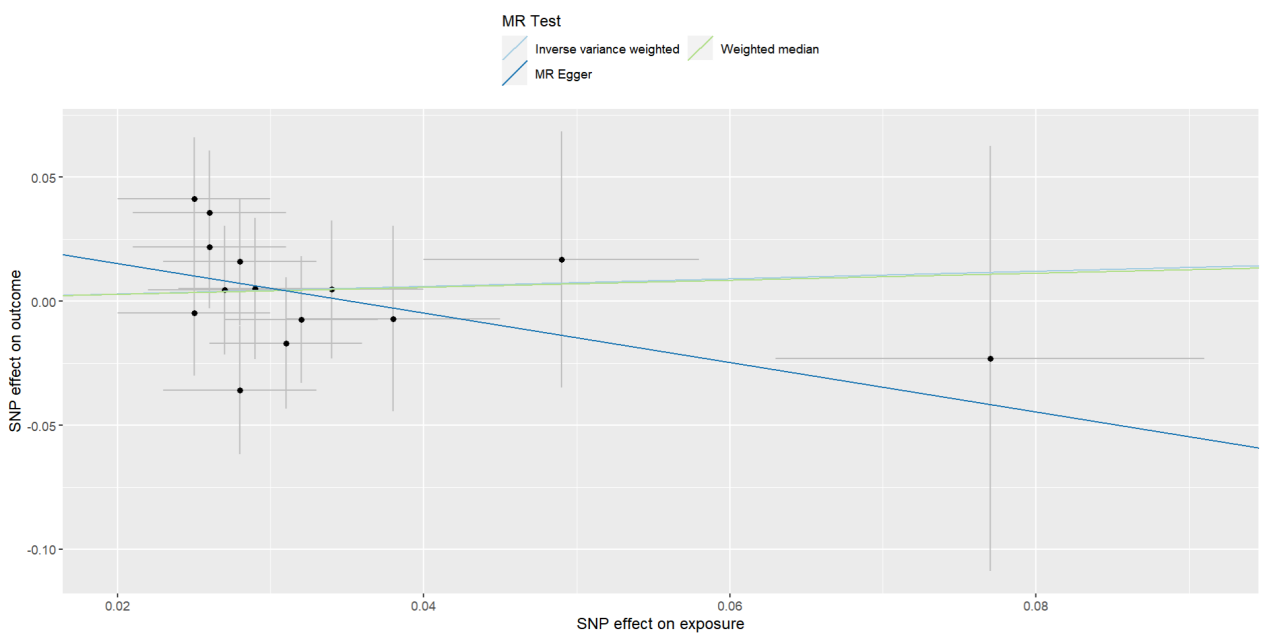 MR Test
Inverse variance weighted
Weighted median
MR Egger
SNP effect on outcome
0.05
0.00
-0.05
-0.10
0.02
0.04
0.06
0.08
SNP effect on exposure